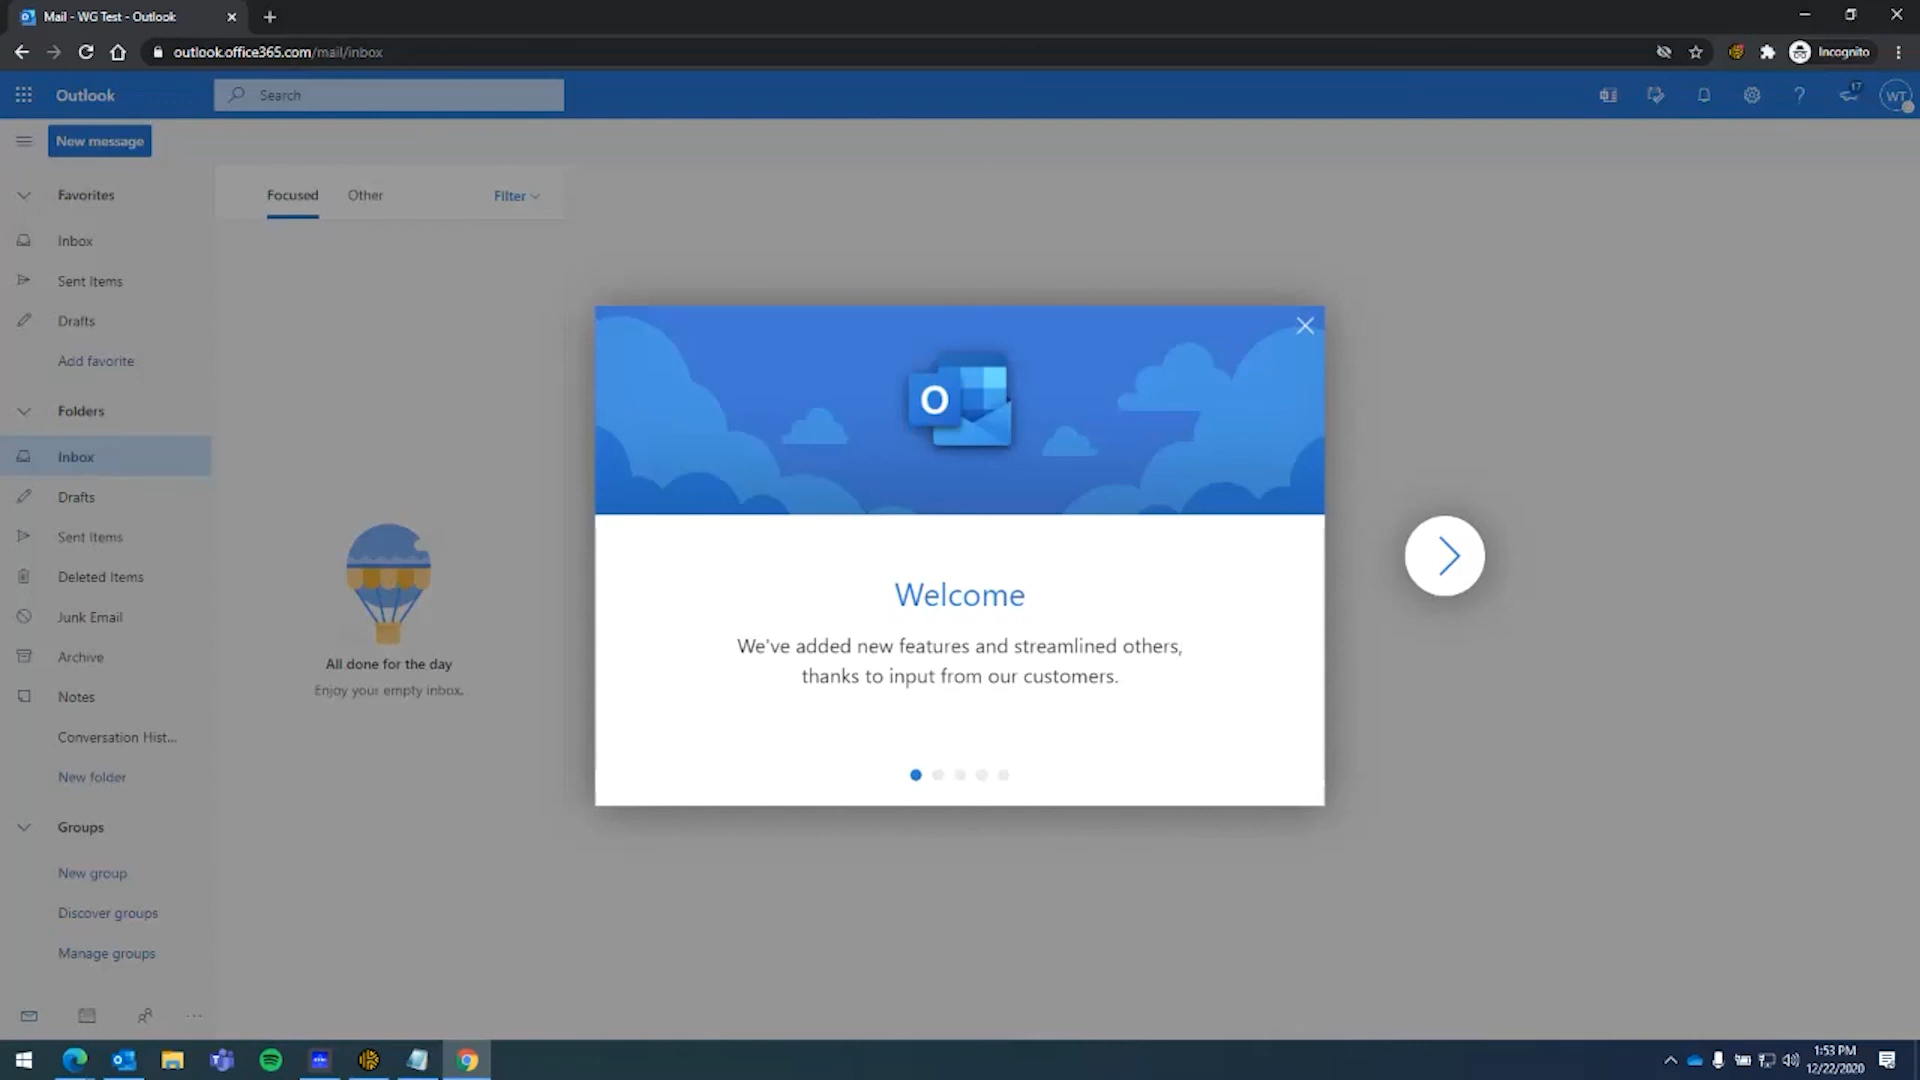 Mail - WG Test - Outlook
outlook.office365.com/mail/inbox
Incognito
Outlook
Search
17
WT
New message
Favorites
Focused
Other
Filter
Inbox
Sent Items
Drafts
Add favorite
Folders
Inbox
Drafts
Sent Items
Deleted Items
Junk Email
Archive
Notes
Conversation Hist...
New folder
Groups
New group
Discover groups
Manage groups
All done for the day
Enjoy your empty inbox.
O
Welcome
We've added new features and streamlined others,
thanks to input from our customers.
1:53 PM
12/22/2020